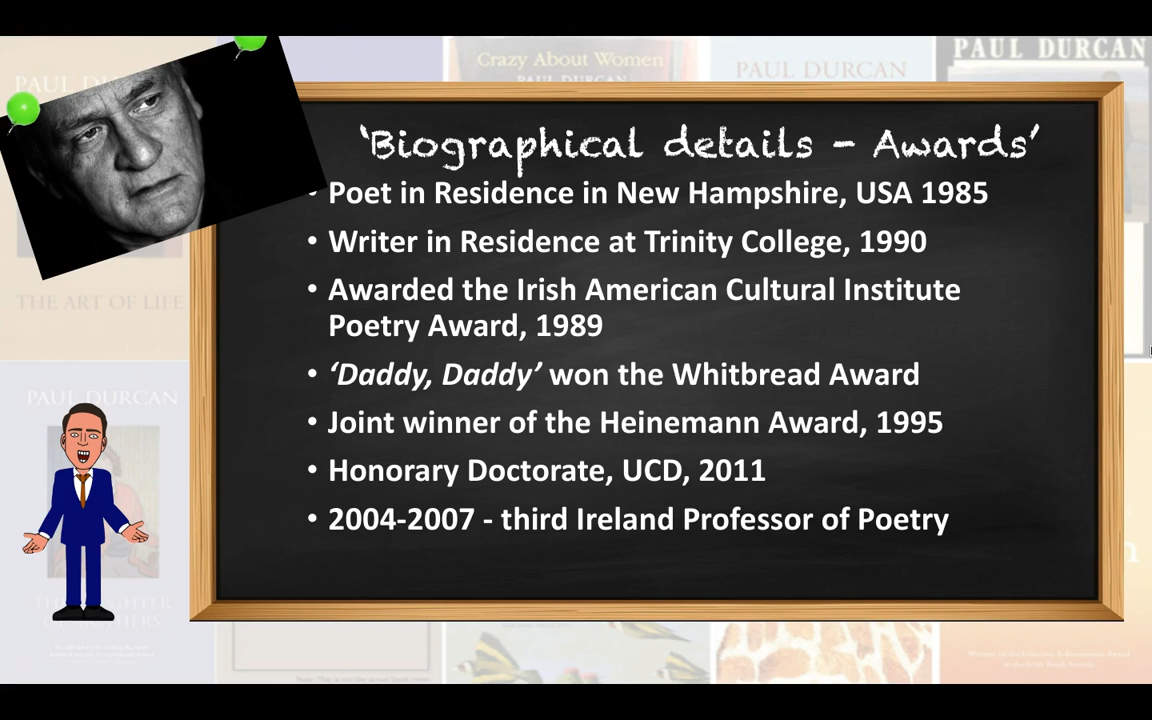 Crazy About Women
PAUL DURCAN
PAUL DURCAN
PAUL DURCAN
'Biographical details - Awards'
• Poet in Residence in New Hampshire, USA 1985
• Writer in Residence at Trinity College, 1990
• Awarded the Irish American Cultural Institute
Poetry Award, 1989
• 'Daddy, Daddy' won the Whitbread Award
• Joint winner of the Heinemann Award, 1995
• Honorary Doctorate, UCD, 2011
• 2004-2007 - third Ireland Professor of Poetry
THE ART OF LIFE
PAUL DURCAN